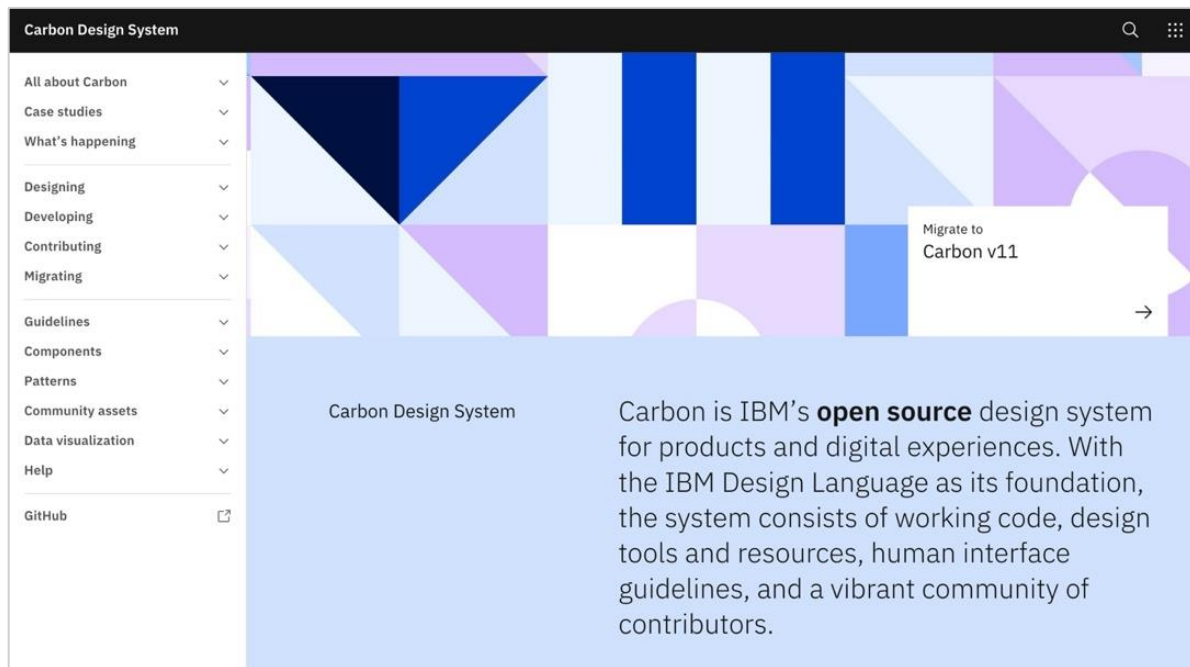 Carbon Design System
All about Carbon
Case studies
What's happening
Designing
Developing
Contributing
Migrating
Guidelines
Components
Patterns
Community assets
Data visualization
Help
GitHub
Migrate to
Carbon v11
Carbon Design System
Carbon is IBM’s open source design system
for products and digital experiences. With
the IBM Design Language as its foundation,
the system consists of working code, design
tools and resources, human interface
guidelines, and a vibrant community of
contributors.